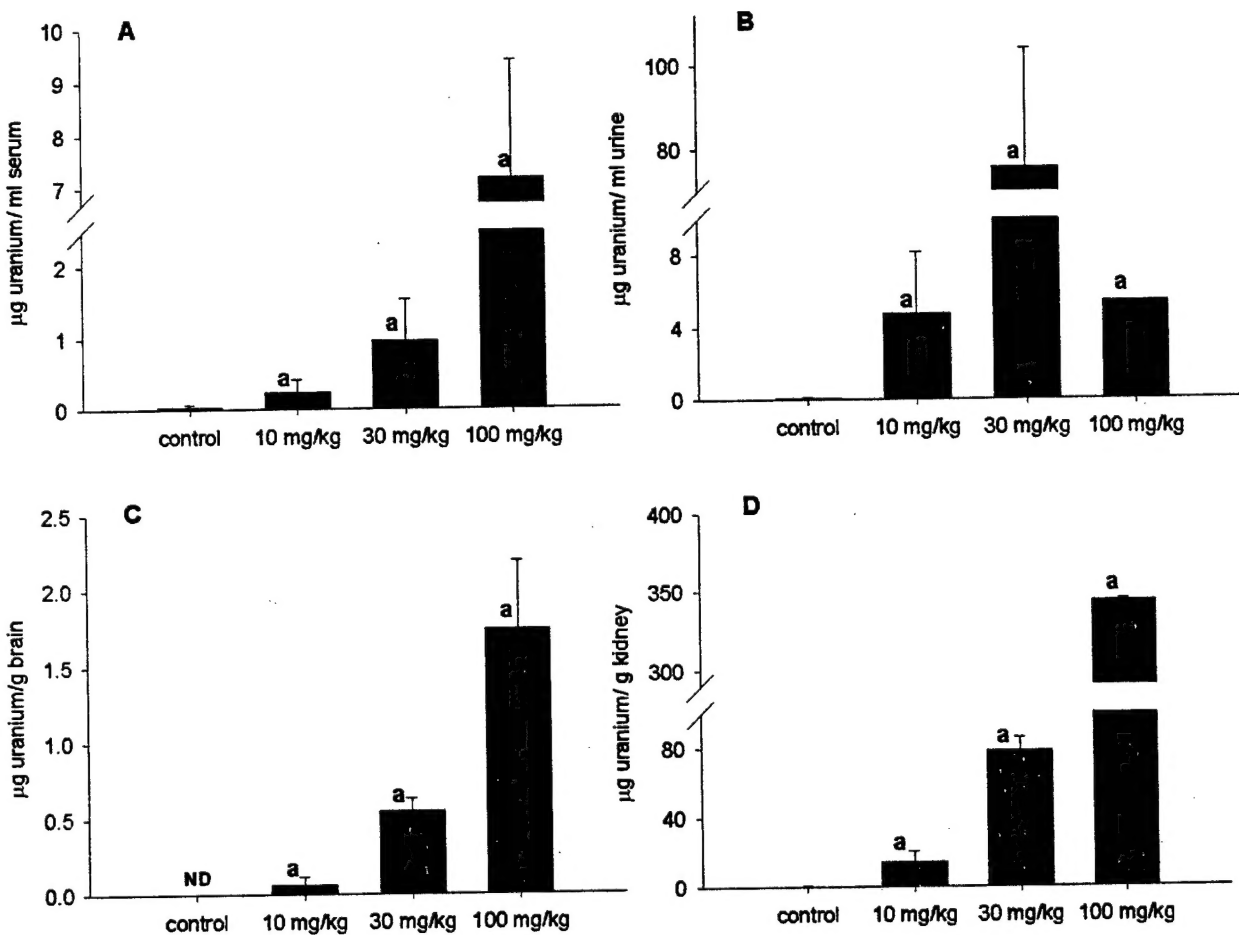 A
µg uranium/ ml serum
10
9
8
7
2
1
0
a
a
a
control 10 mg/kg 30 mg/kg 100 mg/kg
B
µg uranium/ ml urine
100
80
8
4
0
a
a
a
control 10 mg/kg 30 mg/kg 100 mg/kg
C
µg uranium/g brain
2.5
2.0
1.5
1.0
0.5
0.0
ND
a
a
a
control 10 mg/kg 30 mg/kg 100 mg/kg
D
µg uranium/ g kidney
400
350
300
80
40
0
a
a
a
control 10 mg/kg 30 mg/kg 100 mg/kg